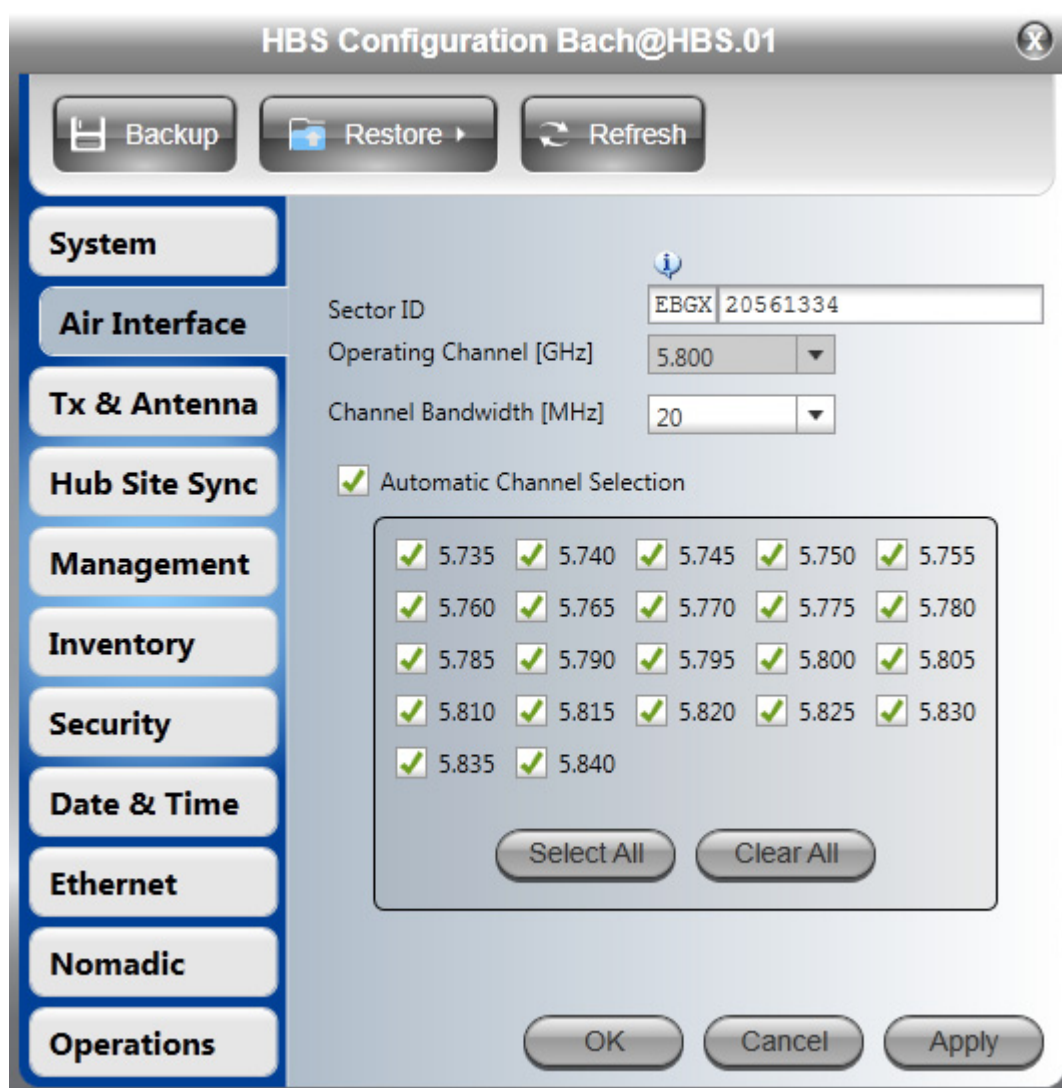 HBS Configuration Bach@HBS.01
Backup Restore Refresh
System
Air Interface
Tx & Antenna
Hub Site Sync
Management
Inventory
Security
Date & Time
Ethernet
Nomadic
Operations
Sector ID EBGX 20561334
Operating Channel [GHz] 5.800
Channel Bandwidth [MHz] 20
Automatic Channel Selection
5.735 5.740 5.745 5.750 5.755
5.760 5.765 5.770 5.775 5.780
5.785 5.790 5.795 5.800 5.805
5.810 5.815 5.820 5.825 5.830
5.835 5.840
Select All Clear All
OK Cancel Apply